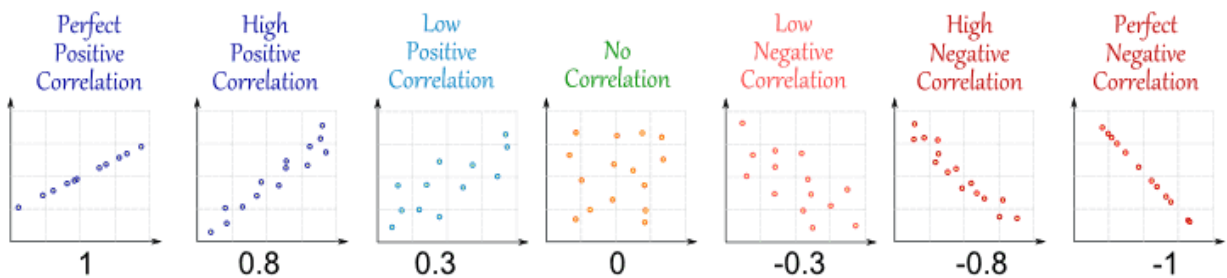 Perfect
Positive
Correlation
High
Positive
Correlation
Low
Positive
Correlation
No
Correlation
Low
Negative
Correlation
High
Negative
Correlation
Perfect
Negative
Correlation
1
0.8
0.3
0
-0.3
-0.8
-1